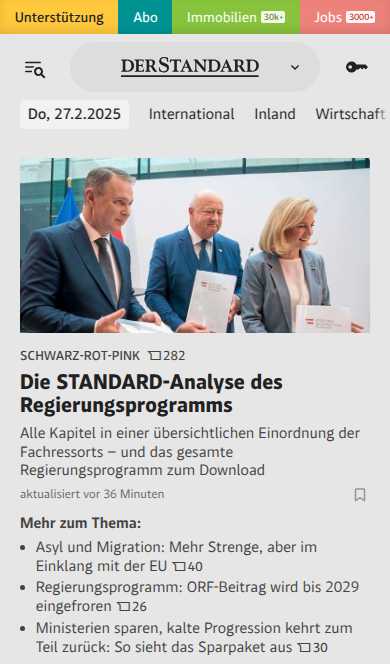 Unterstützung Abo Immobilien 30k+ Jobs 3000+
DERSTANDARD
Do, 27.2.2025 International Inland Wirtschaft
SCHWARZ-ROT-PINK 282
Die STANDARD-Analyse des
Regierungsprogramms
Alle Kapitel in einer übersichtlichen Einordnung der
Fachressorts – und das gesamte
Regierungsprogramm zum Download
aktualisiert vor 36 Minuten
Mehr zum Thema:
• Asyl und Migration: Mehr Strenge, aber im
Einklang mit der EU 40
• Regierungsprogramm: ORF-Beitrag wird bis 2029
eingefroren 26
• Ministerien sparen, kalte Progression kehrt zum
Teil zurück: So sieht das Sparpaket aus 30